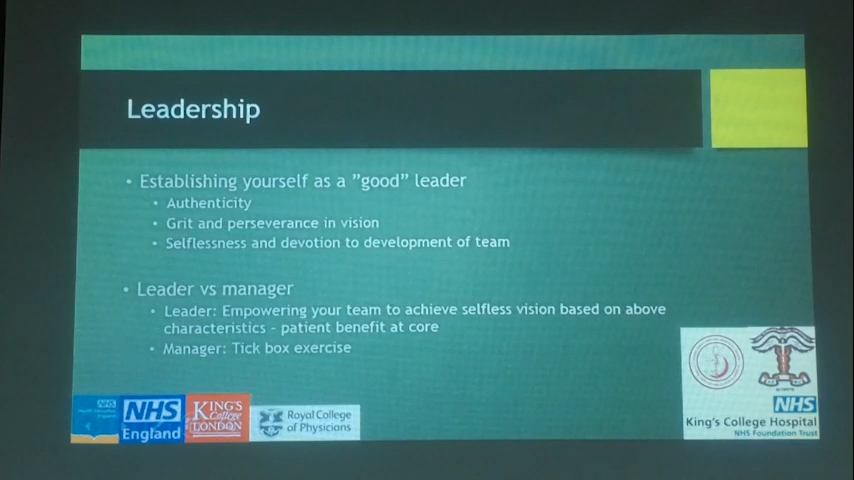 Leadership
• Establishing yourself as a ”good” leader
• Authenticity
• Grit and perseverance in vision
• Selflessness and devotion to development of team
• Leader vs manager
• Leader: Empowering your team to achieve selfless vision based on above
characteristics - patient benefit at core
• Manager: Tick box exercise
NHS
NHS
England
KING'S
College
LONDON
Royal College
of Physicians
NHS
King's College Hospital
NHS Foundation Trust